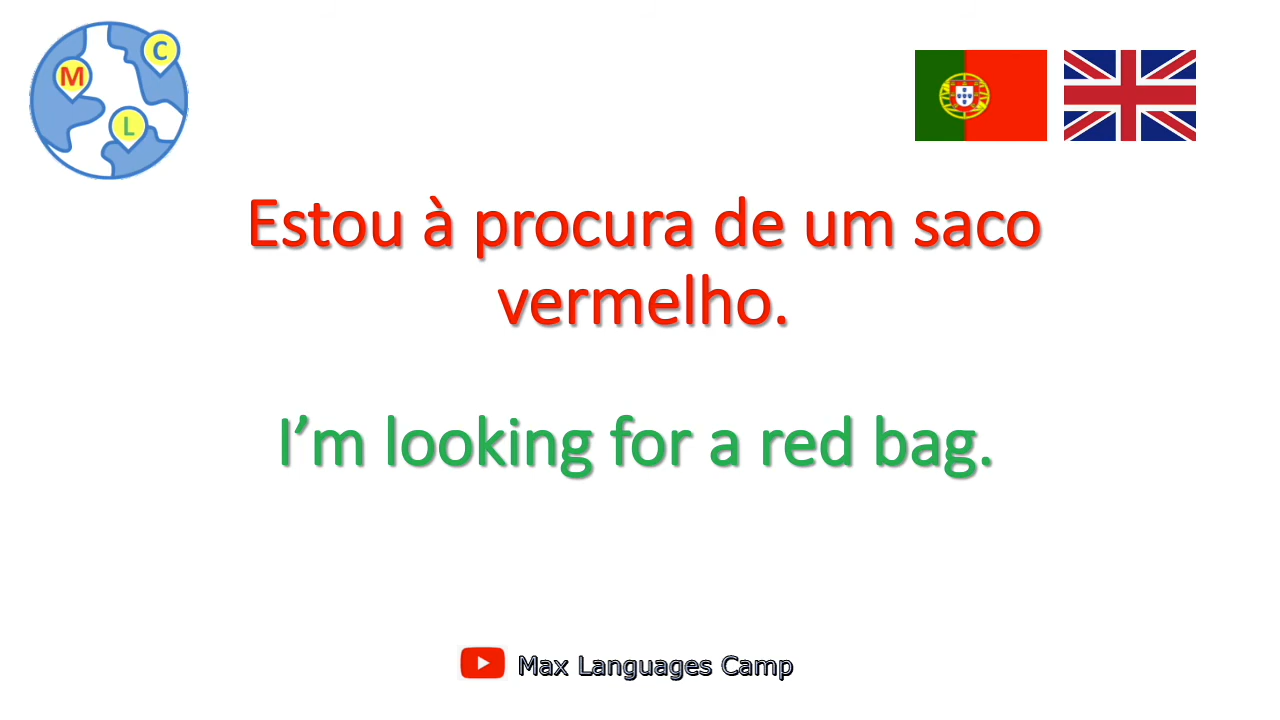 M
C
L
Estou à procura de um saco
vermelho.
I’m looking for a red bag.
Max Languages Camp